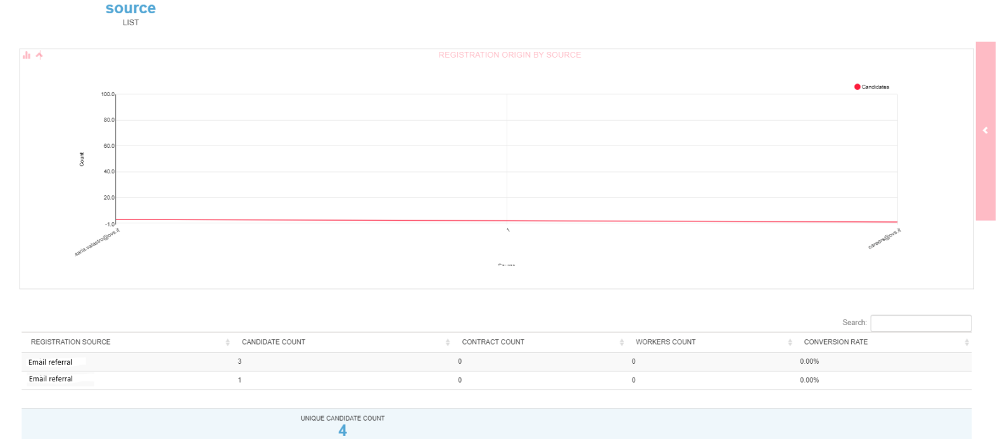 source
LIST
REGISTRATION ORIGIN BY SOURCE
Candidates
100.0
80.0
60.0
40.0
20.0
-1.0
Count
saria.valastro@ovs.it
1
careers@ovs.it
Search:
REGISTRATION SOURCE CANDIDATE COUNT CONTRACT COUNT WORKERS COUNT CONVERSION RATE
Email referral 3 0 0 0.00%
Email referral 1 0 0 0.00%
UNIQUE CANDIDATE COUNT
4